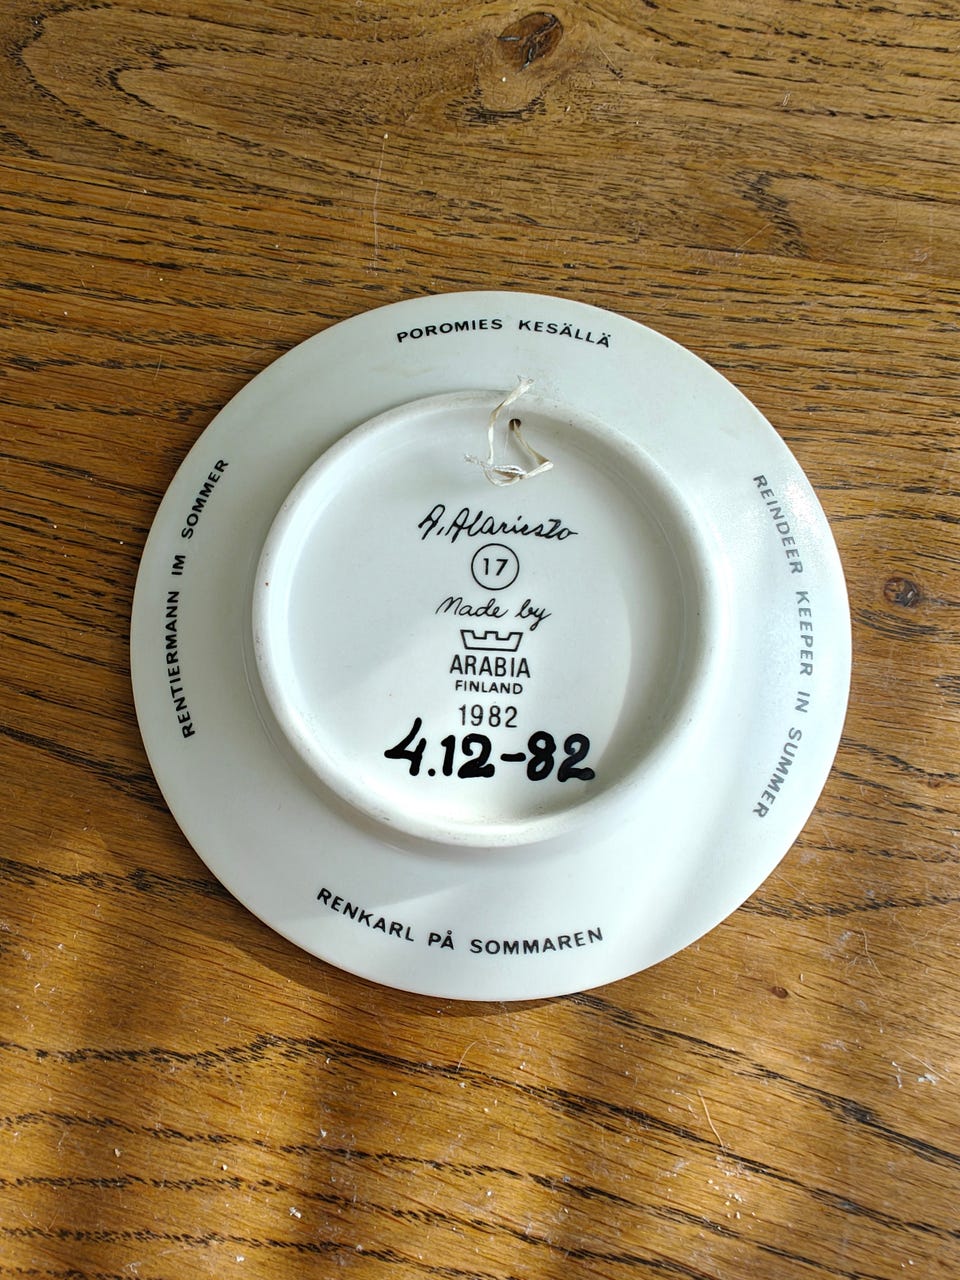 POROMIES KESÄLLÄ
REINDEER KEEPER IN SUMMER
RENKARL PÅ SOMMAREN
RENTIERMANN IM SOMMER
A. Alariesto
17
Made by
ARABIA
FINLAND
1982
4.12-82